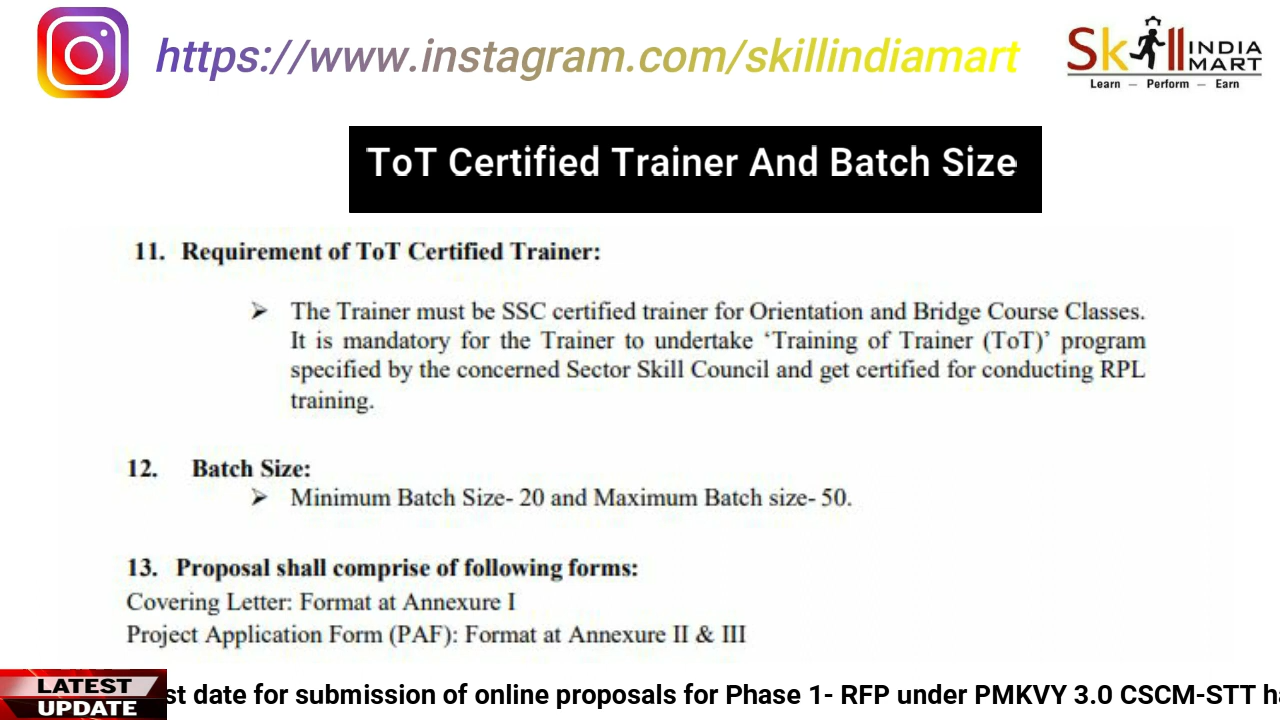 https://www.instagram.com/skillindiamart
Skill INDIA MART
Learn – Perform – Earn
ToT Certified Trainer And Batch Size
11. Requirement of ToT Certified Trainer:
➢ The Trainer must be SSC certified trainer for Orientation and Bridge Course Classes.
It is mandatory for the Trainer to undertake ‘Training of Trainer (ToT)’ program
specified by the concerned Sector Skill Council and get certified for conducting RPL
training.
12. Batch Size:
➢ Minimum Batch Size- 20 and Maximum Batch size- 50.
13. Proposal shall comprise of following forms:
Covering Letter: Format at Annexure I
Project Application Form (PAF): Format at Annexure II & III
LATEST
UPDATE
st date for submission of online proposals for Phase 1- RFP under PMKVY 3.0 CSCM-STT h